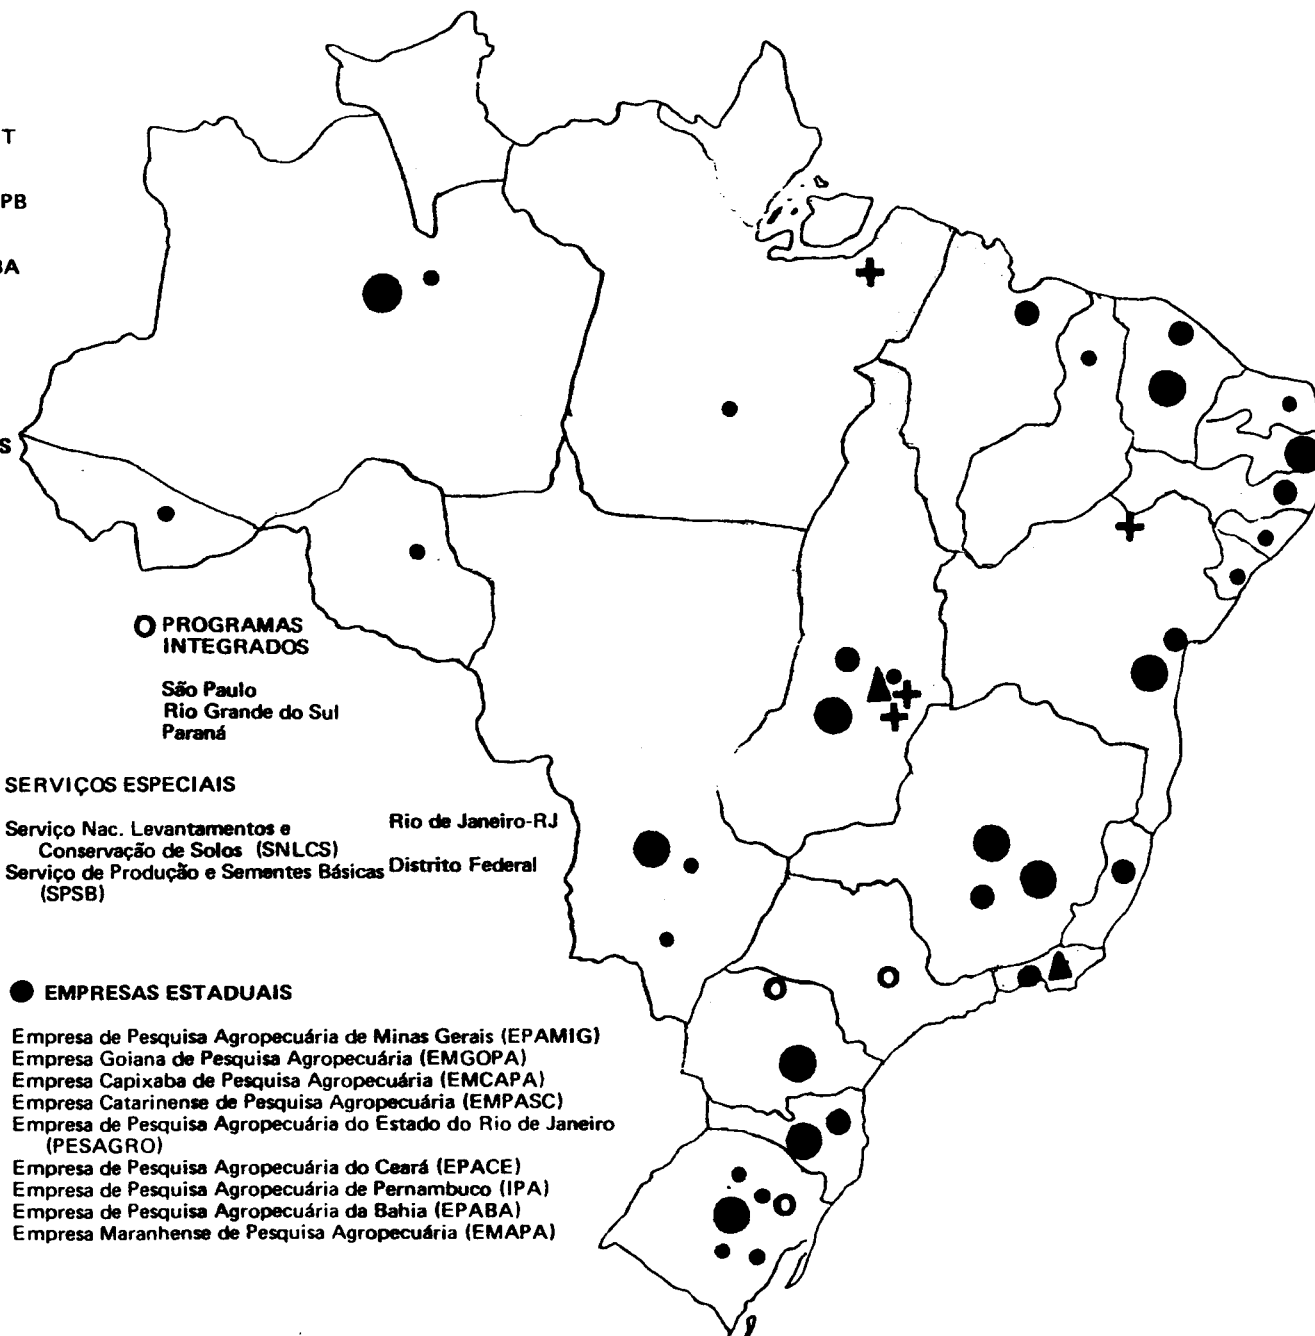 T
PB
BA
S
PROGRAMAS
INTEGRADOS
São Paulo
Rio Grande do Sul
Paraná
SERVIÇOS ESPECIAIS
Serviço Nac. Levantamentos e
Conservação de Solos (SNLCS)
Rio de Janeiro-RJ
Serviço de Produção e Sementes Básicas
(SPSB)
Distrito Federal
EMPRESAS ESTADUAIS
Empresa de Pesquisa Agropecuária de Minas Gerais (EPAMIG)
Empresa Goiana de Pesquisa Agropecuária (EMGOPA)
Empresa Capixaba de Pesquisa Agropecuária (EMCAPA)
Empresa Catarinense de Pesquisa Agropecuária (EMPASC)
Empresa de Pesquisa Agropecuária do Estado do Rio de Janeiro
(PESAGRO)
Empresa de Pesquisa Agropecuária do Ceará (EPACE)
Empresa de Pesquisa Agropecuária de Pernambuco (IPA)
Empresa de Pesquisa Agropecuária da Bahia (EPABA)
Empresa Maranhense de Pesquisa Agropecuária (EMAPA)